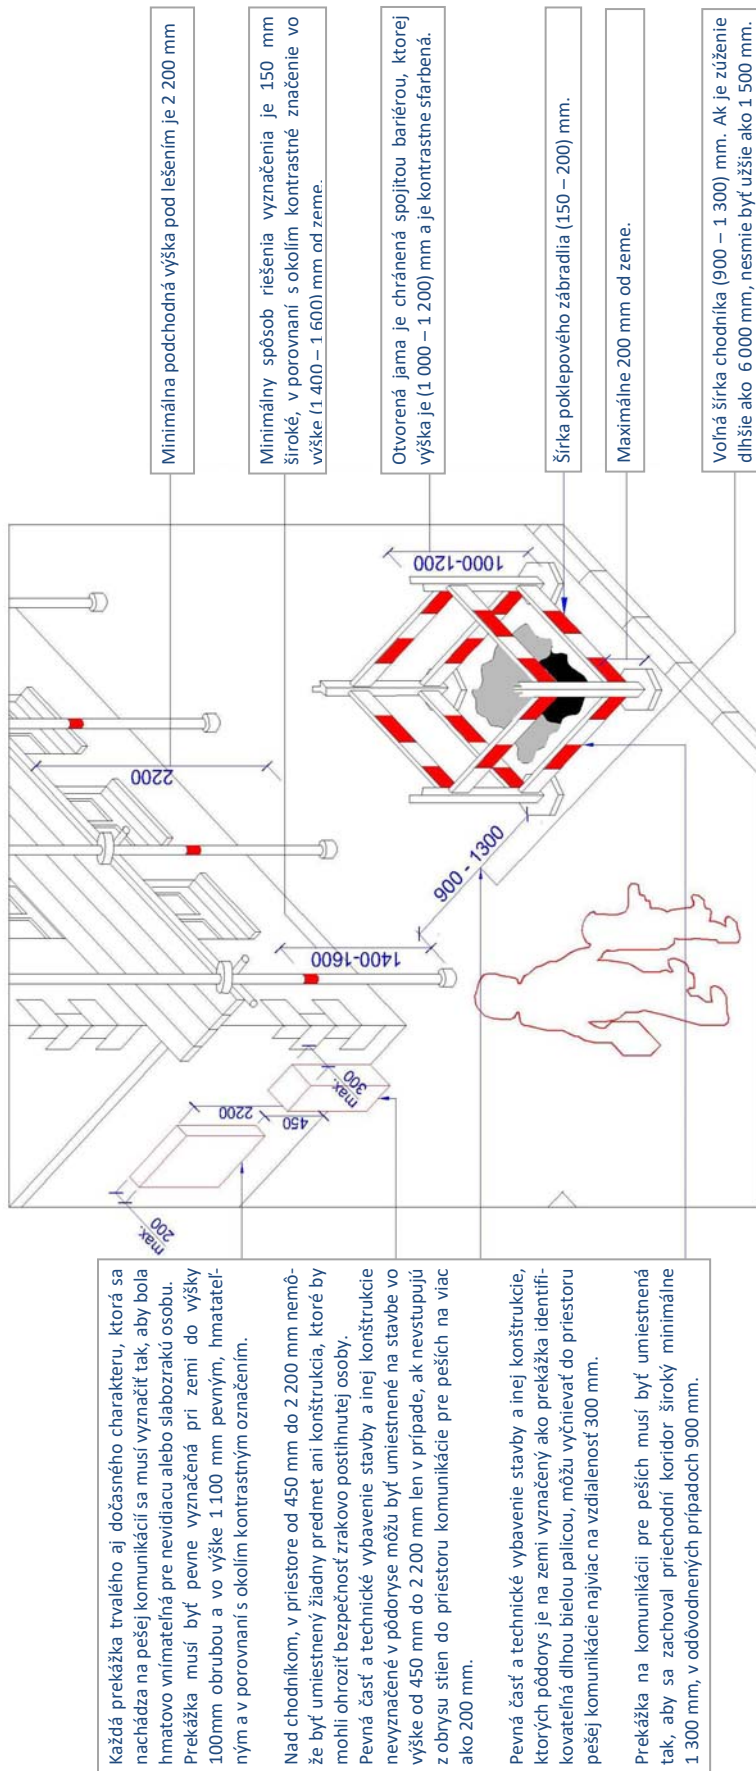 Každá prekážka trvalého aj dočasného charakteru, ktorá sa
nachádza na pešej komunikácií sa musí vyznačiť tak, aby bola
hmatovo vnímateľná pre nevidiacu alebo slabozrakú osobu.
Prekážka musí byť pevne vyznačená pri zemi do výšky
100mm obrubou a vo výške 1 100 mm pevným, hmatateľ-
ným a v porovnaní s okolím kontrastným označením.
Nad chodníkom, v priestore od 450 mm do 2 200 mm nemô-
že byť umiestnený žiadny predmet ani konštrukcia, ktoré by
mohli ohroziť bezpečnosť zrakovo postihnutej osoby.
Pevná časť a technické vybavenie stavby a inej konštrukcie
nevyznačené v pôdoryse môžu byť umiestnené na stavbe vo
výške od 450 mm do 2 200 mm len v prípade, ak nevstupujú
z obrysu stien do priestoru komunikácie pre peších na viac
ako 200 mm.
Pevná časť a technické vybavenie stavby a inej konštrukcie,
ktorých pôdorys je na zemi vyznačený ako prekážka identifi-
kovateľná dlhou bielou palicou, môžu vyčnievať do priestoru
pešej komunikácie najviac na vzdialenosť 300 mm.
Prekážka na komunikácii pre peších musí byť umiestnená
tak, aby sa zachoval priechodní koridor široký minimálne
1 300 mm, v odôvodnených prípadoch 900 mm.
max.
200
2200
450
max.
300
1400-1600
2200
900 - 1300
1000-1200
Minimálna podchodná výška pod lešením je 2 200 mm
Minimálny spôsob riešenia vyznačenia je 150 mm
široké, v porovnaní s okolím kontrastné značenie vo
výške (1 400 – 1 600) mm od zeme.
Otvorená jama je chránená spojitou bariérou, ktorej
výška je (1 000 – 1 200) mm a je kontrastne sfarbená.
Šírka poklepového zábradlia (150 – 200) mm.
Maximálne 200 mm od zeme.
Voľná šírka chodníka (900 – 1 300) mm. Ak je zúženie
dlhšie ako 6 000 mm, nesmie byť užšie ako 1 500 mm.